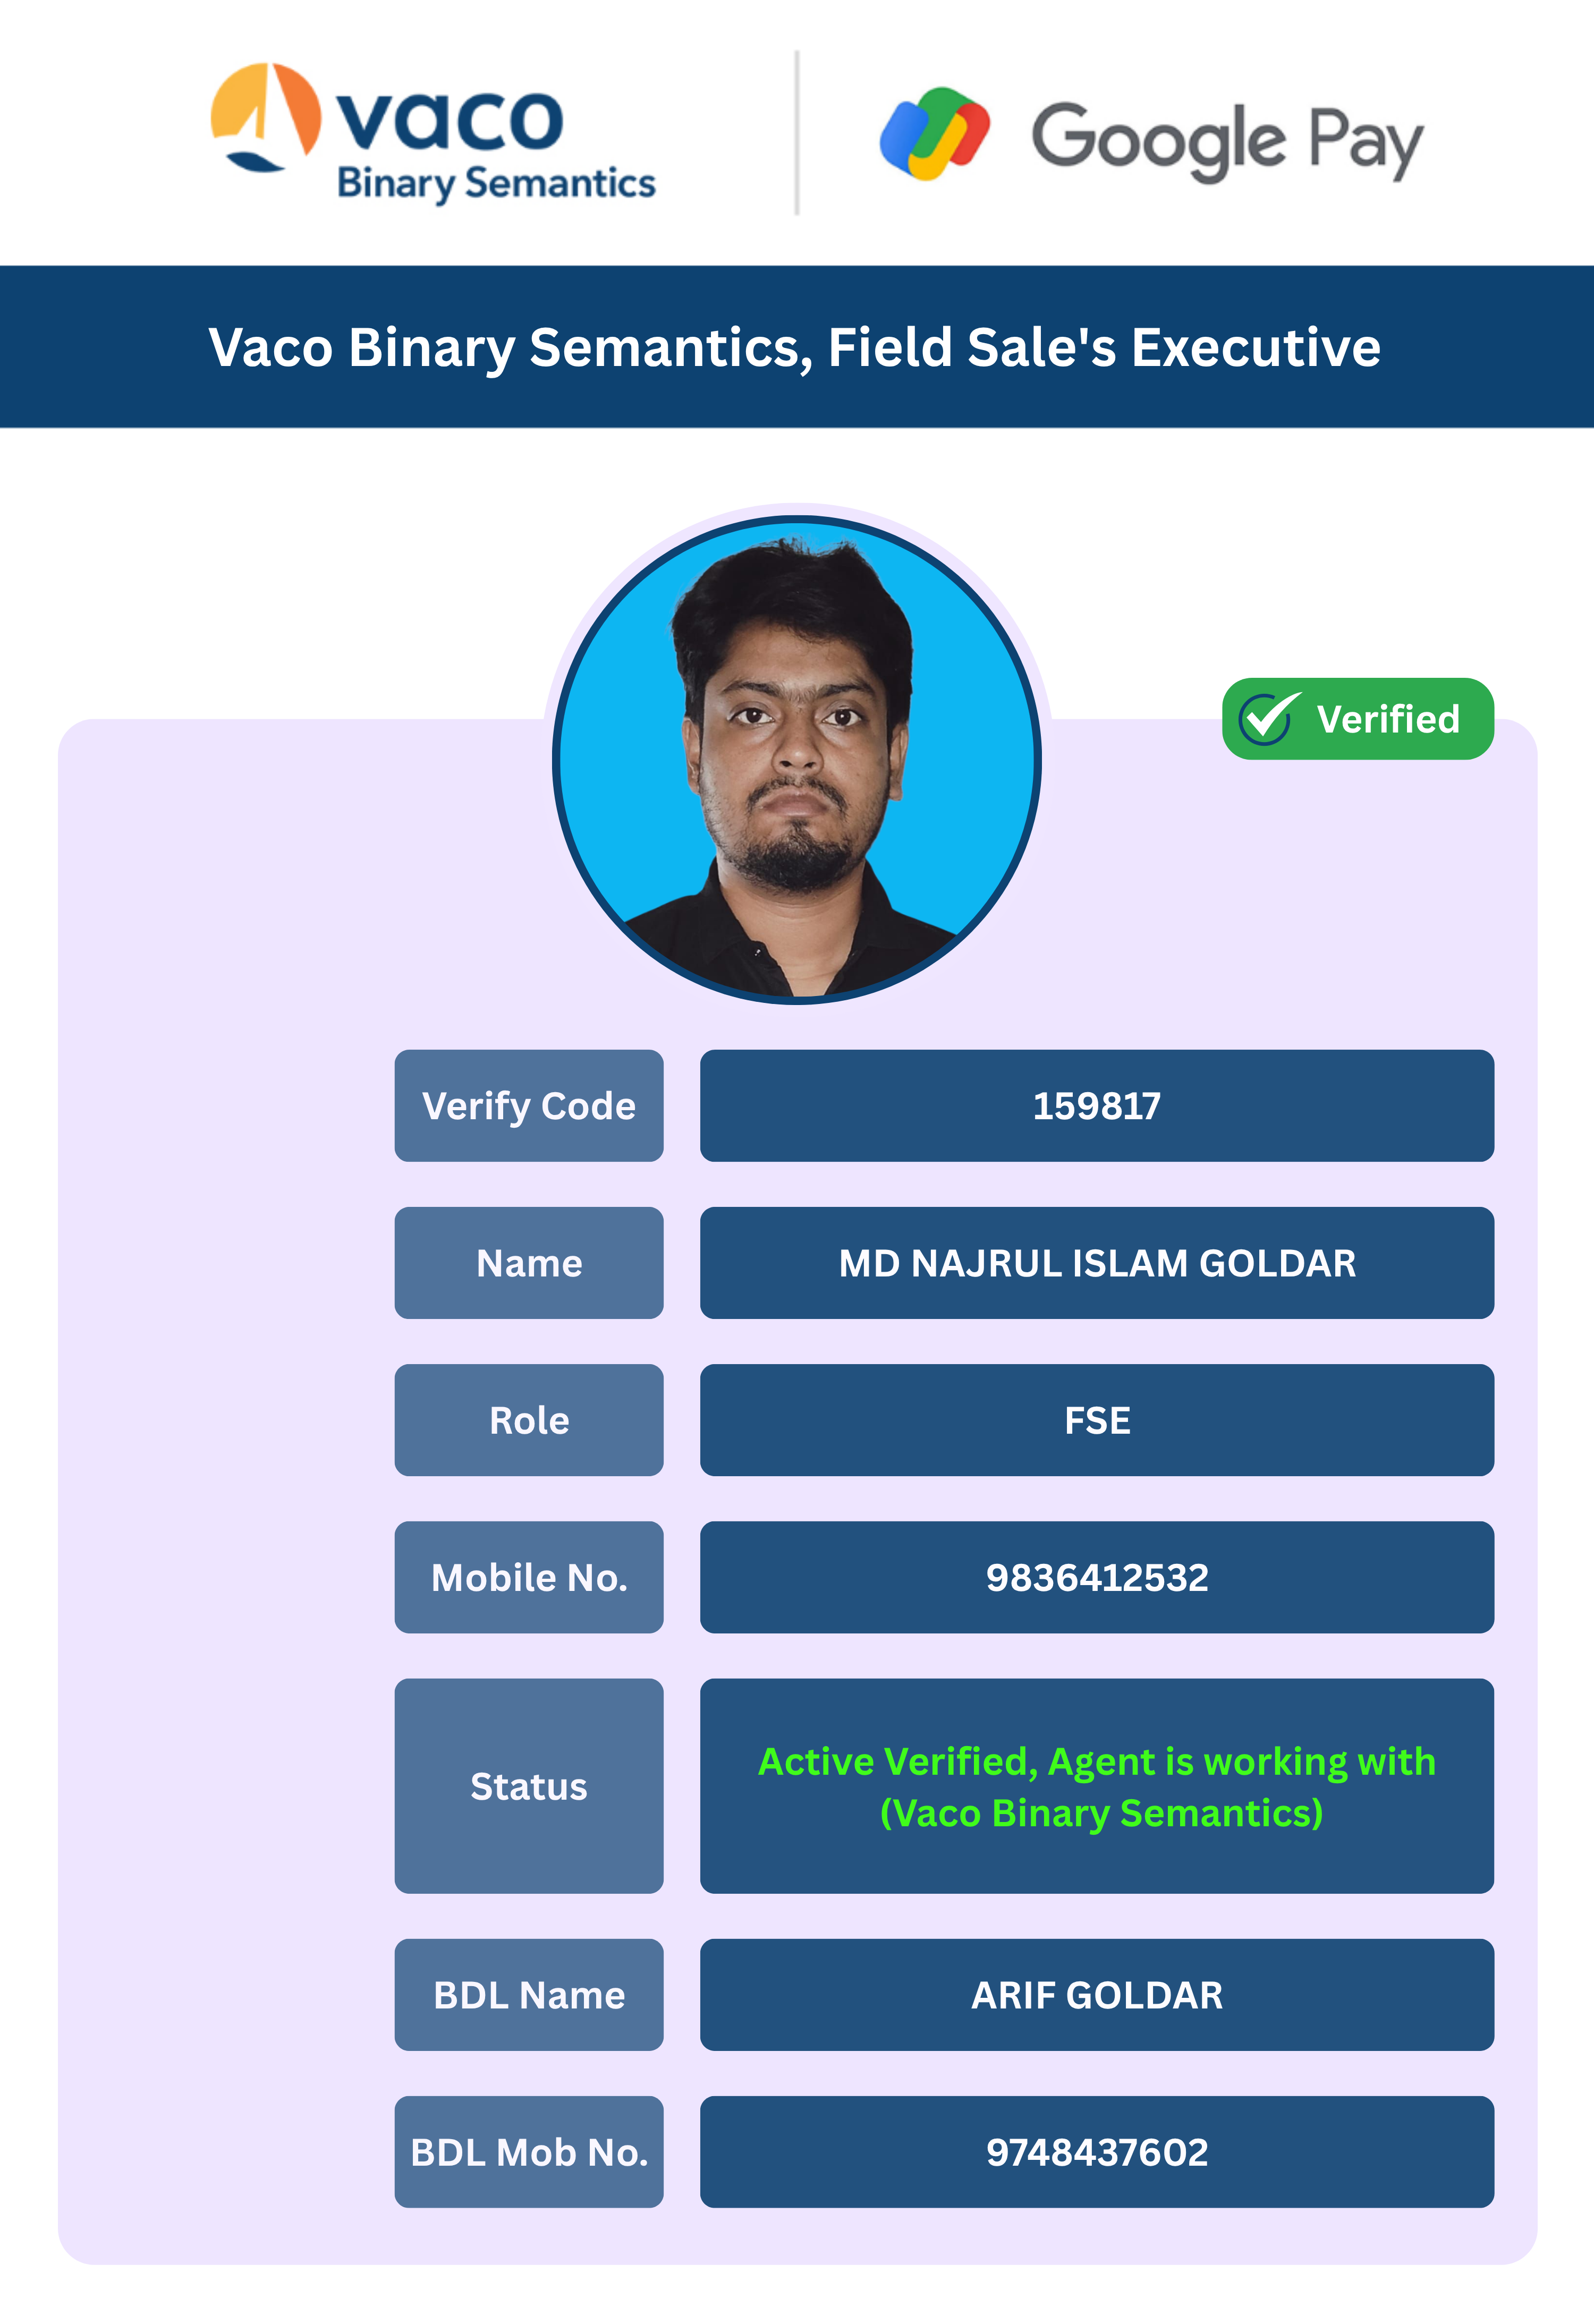 vaco
Binary Semantics
Google Pay
Vaco Binary Semantics, Field Sale's Executive
Verified
Verify Code 159817
Name MD NAJRUL ISLAM GOLDAR
Role FSE
Mobile No. 9836412532
Status Active Verified, Agent is working with
(Vaco Binary Semantics)
BDL Name ARIF GOLDAR
BDL Mob No. 9748437602